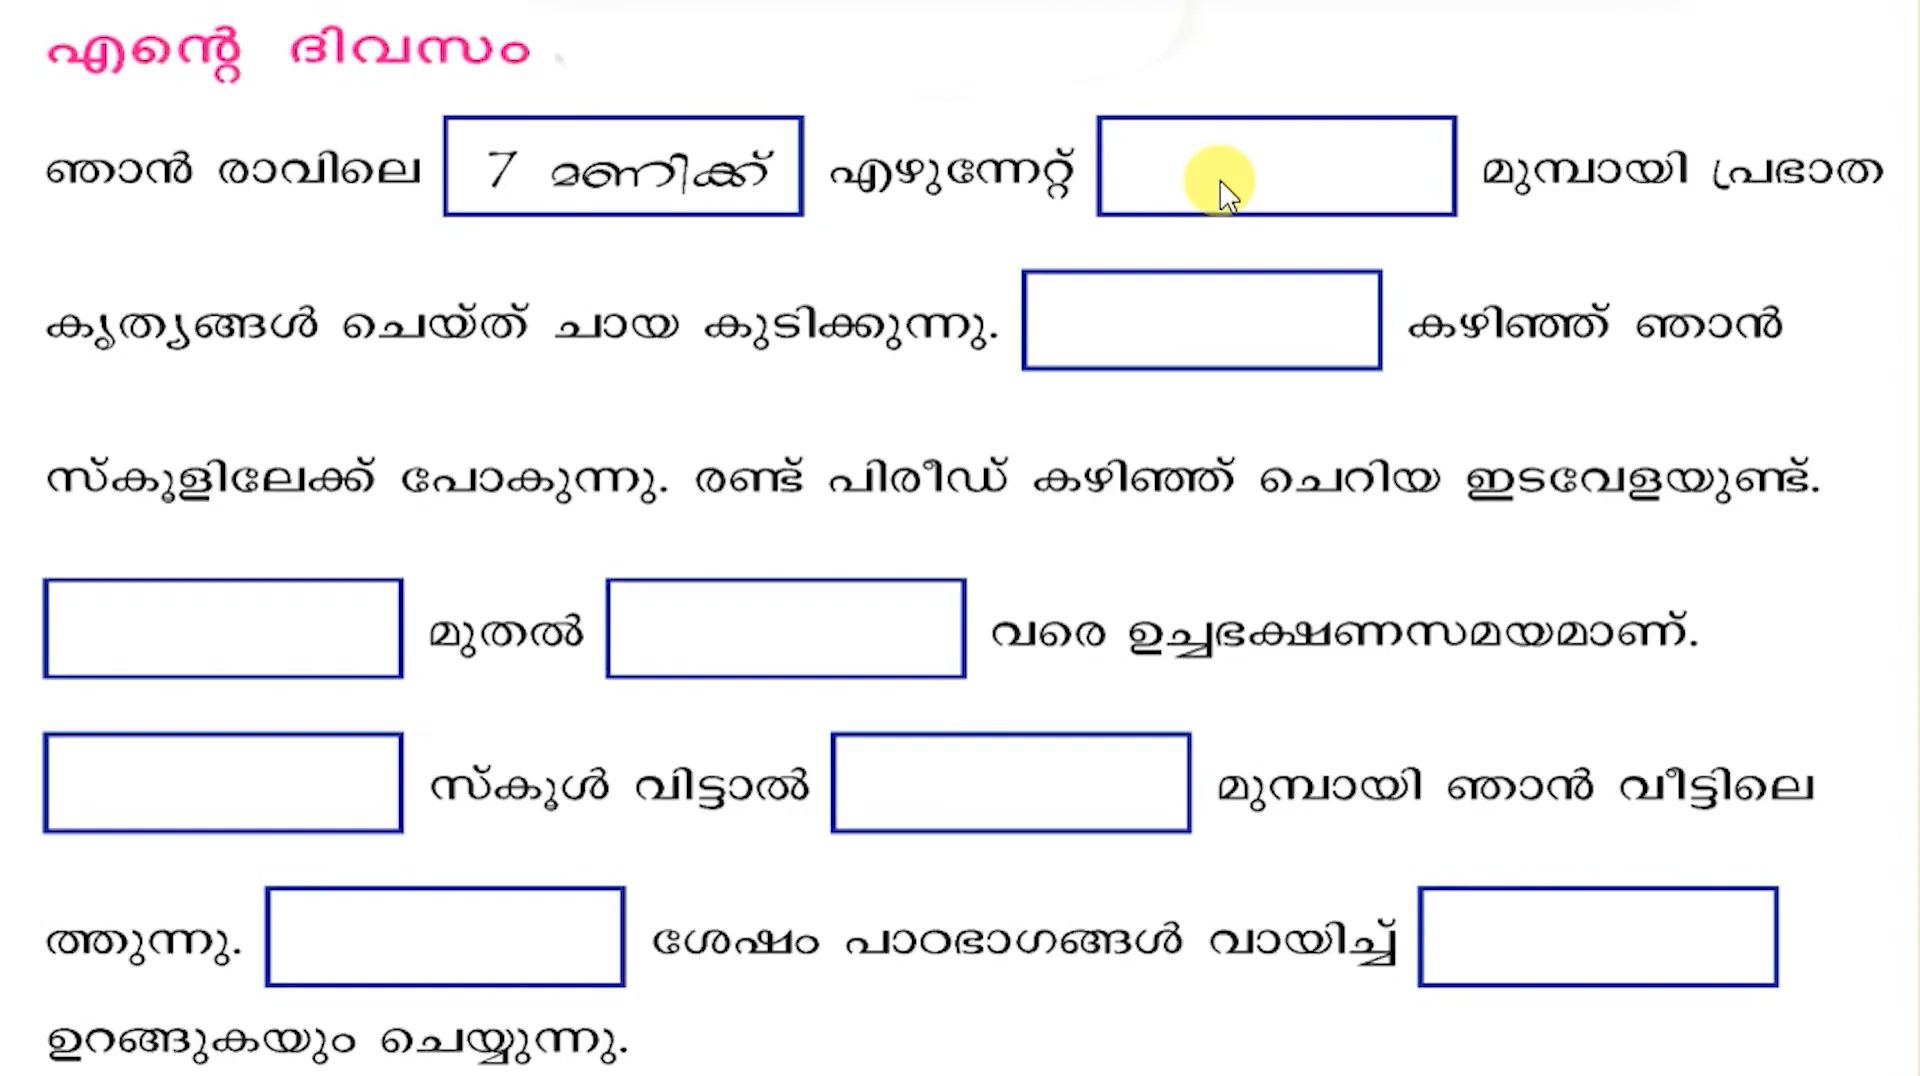 എന്റെ ദിവസം
ഞാൻ രാവിലെ 7 മണിക്ക് എഴുന്നേറ്റ് മുമ്പായി പ്രഭാത
കൃത്യങ്ങൾ ചെയ്ത് ചായ കുടിക്കുന്നു. കഴിഞ്ഞ് ഞാൻ
സ്കൂളിലേക്ക് പോകുന്നു. രണ്ട് പിരീഡ് കഴിഞ്ഞ് ചെറിയ ഇടവേളയുണ്ട്.
മുതൽ വരെ ഉച്ചഭക്ഷണസമയമാണ്.
സ്കൂൾ വിട്ടാൽ മുമ്പായി ഞാൻ വീട്ടിലെ
ത്തുന്നു. ശേഷം പാഠഭാഗങ്ങൾ വായിച്ച്
ഉറങ്ങുകയും ചെയ്യുന്നു.